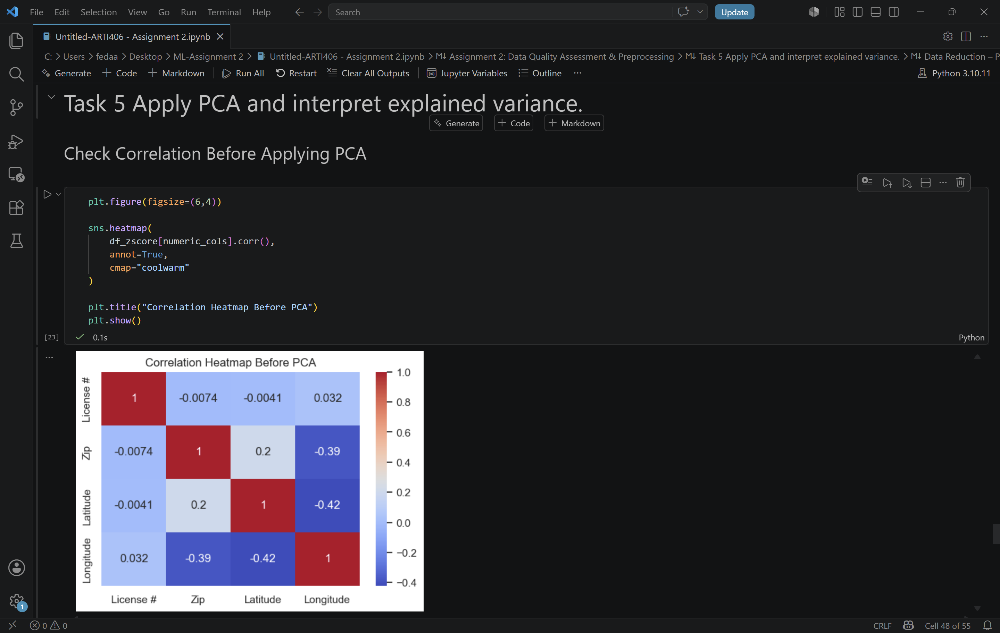 File Edit Selection View Go Run Terminal Help
Search
Update
Untitled-ARTI406 - Assignment 2.ipynb
C: > Users > fedaa > Desktop > ML-Assignment 2 > Untitled-ARTI406 - Assignment 2.ipynb > M↓ Assignment 2: Data Quality Assessment & Preprocessing > M↓ Task 5 Apply PCA and interpret explained variance. > M↓ Data Reduction – P
Generate + Code + Markdown Run All Restart Clear All Outputs Jupyter Variables Outline ... Python 3.10.11
Task 5 Apply PCA and interpret explained variance.
Generate + Code + Markdown
Check Correlation Before Applying PCA
plt.figure(figsize=(6,4))
sns.heatmap(
    df_zscore[numeric_cols].corr(),
    annot=True,
    cmap="coolwarm"
)
plt.title("Correlation Heatmap Before PCA")
plt.show()
[23] 0.1s Python
Correlation Heatmap Before PCA
License # 1 -0.0074 -0.0041 0.032
Zip -0.0074 1 0.2 -0.39
Latitude -0.0041 0.2 1 -0.42
Longitude 0.032 -0.39 -0.42 1
License # Zip Latitude Longitude
1.0
0.8
0.6
0.4
0.2
0.0
−0.2
−0.4
1
0 0 CRLF Cell 48 of 55